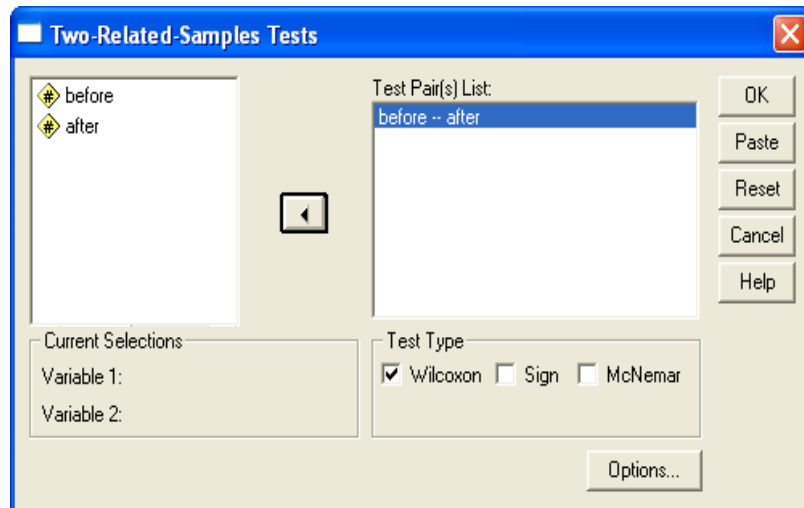 Two-Related-Samples Tests
before
after
Test Pair(s) List:
before -- after
OK
Paste
Reset
Cancel
Help
Current Selections
Variable 1:
Variable 2:
Test Type
Wilcoxon Sign McNemar
Options...